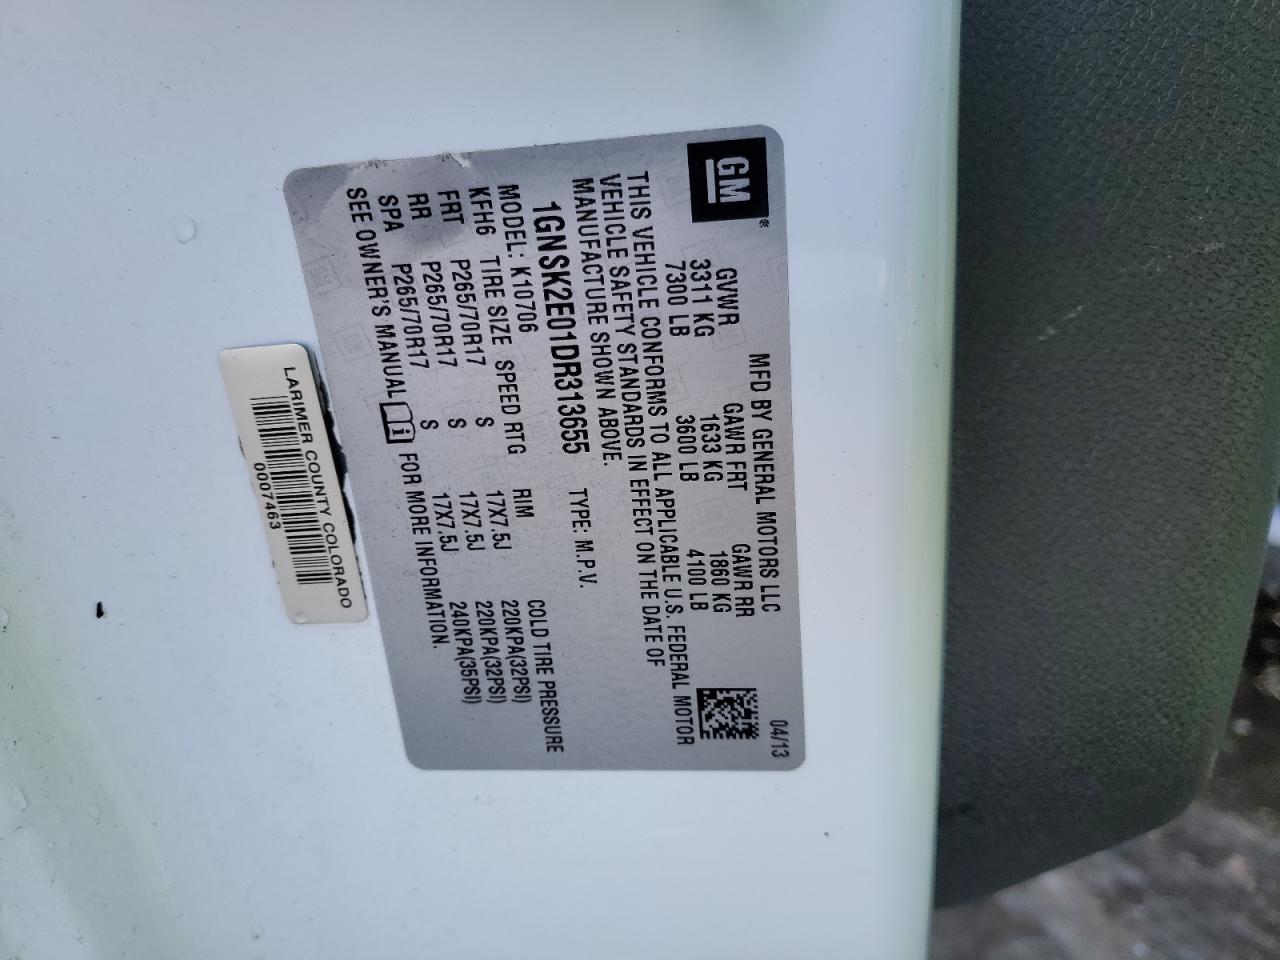 GM ®
MFD BY GENERAL MOTORS LLC 04/13
GVWR GAWR FRT GAWR RR
3311 KG 1633 KG 1860 KG
7300 LB 3600 LB 4100 LB
THIS VEHICLE CONFORMS TO ALL APPLICABLE U.S. FEDERAL MOTOR
VEHICLE SAFETY STANDARDS IN EFFECT ON THE DATE OF
MANUFACTURE SHOWN ABOVE.
1GNSK2E01DR313655 TYPE: M.P.V.
MODEL: K10706
KFH6 TIRE SIZE SPEED RTG RIM COLD TIRE PRESSURE
FRT P265/70R17 S 17X7.5J 220KPA(32PSI)
RR P265/70R17 S 17X7.5J 220KPA(32PSI)
SPA P265/70R17 S 17X7.5J 240KPA(35PSI)
SEE OWNER'S MANUAL i FOR MORE INFORMATION.
LARIMER COUNTY COLORADO
0007463